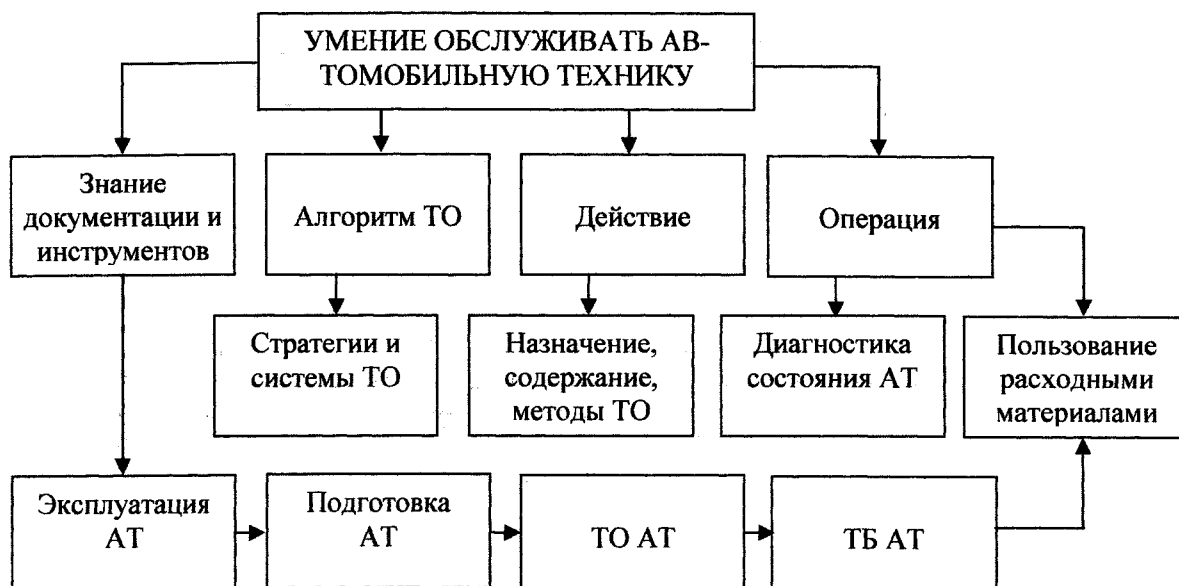 УМЕНИЕ ОБСЛУЖИВАТЬ АВ-
ТОМОБИЛЬНУЮ ТЕХНИКУ
Знание
документации и
инструментов
Алгоритм ТО
Действие
Операция
Стратегии и
системы ТО
Назначение,
содержание,
методы ТО
Диагностика
состояния АТ
Пользование
расходными
материалами
Эксплуатация
АТ
Подготовка
АТ
ТО АТ
ТБ АТ